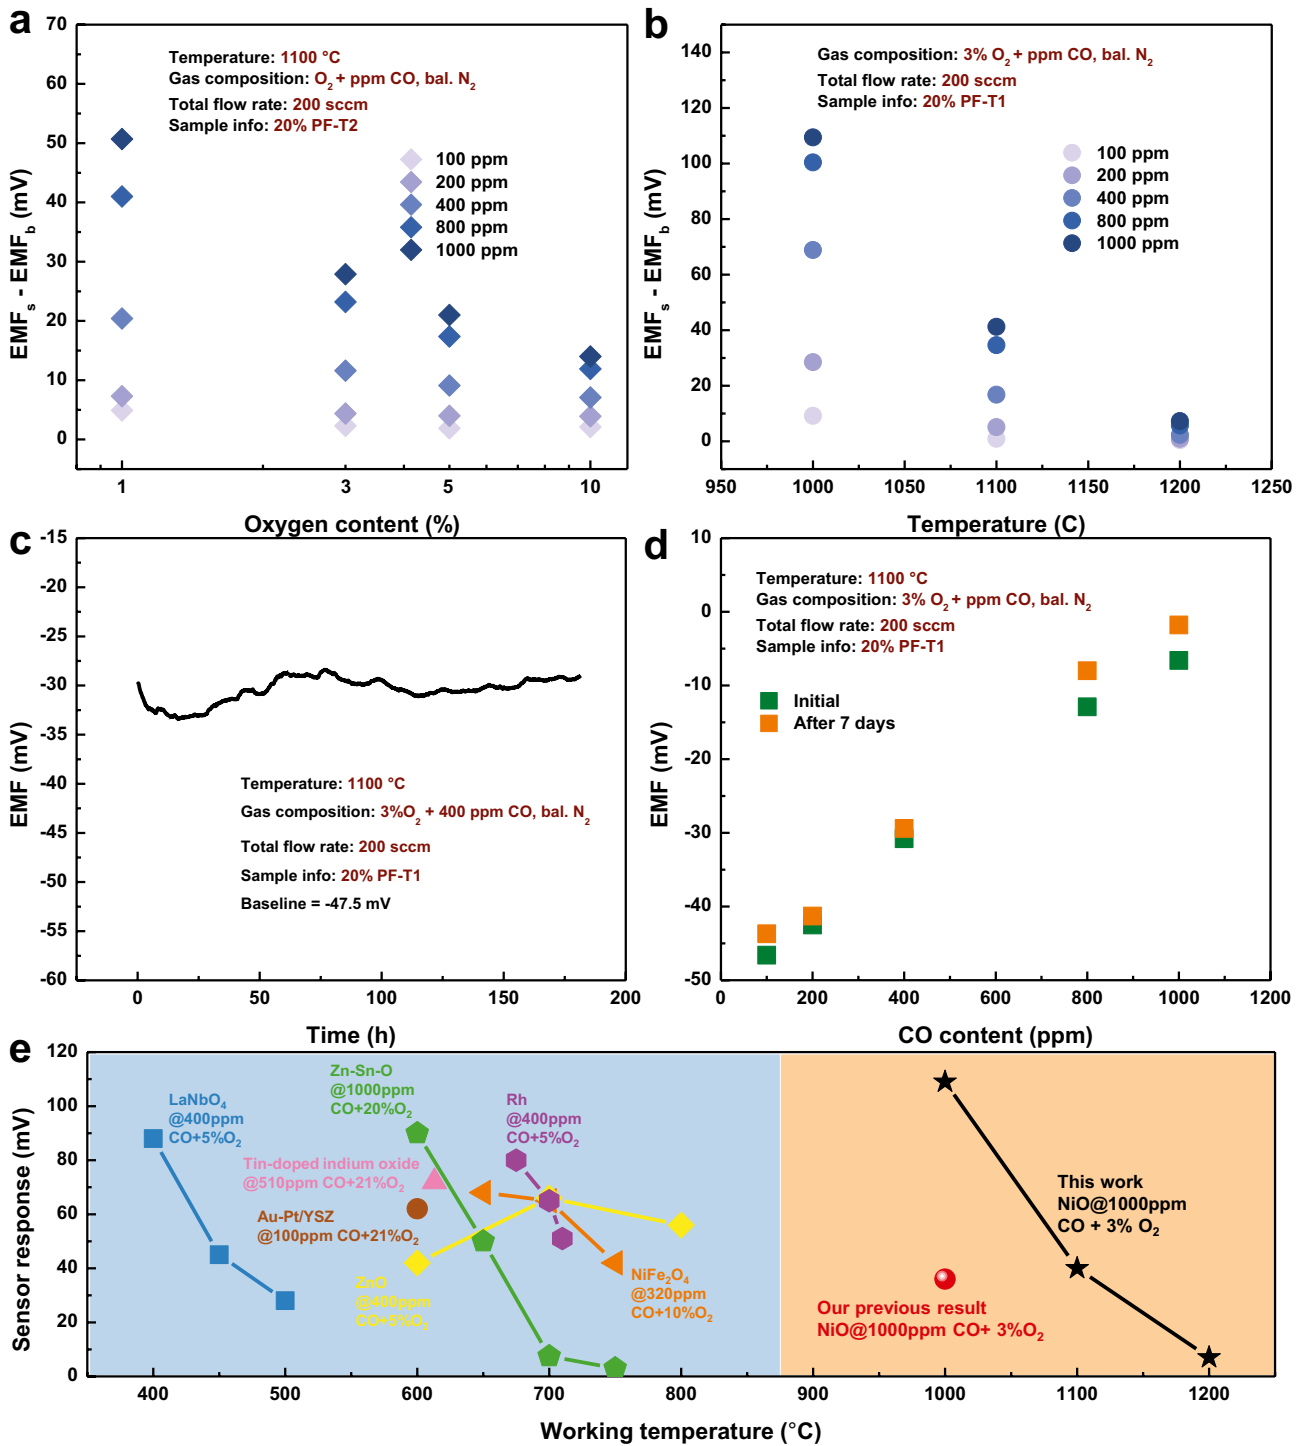 a
70
60
50
40
30
20
10
0
EMFs - EMFb (mV)
Temperature: 1100 °C
Gas composition: O2 + ppm CO, bal. N2
Total flow rate: 200 sccm
Sample info: 20% PF-T2
100 ppm
200 ppm
400 ppm
800 ppm
1000 ppm
1 3 5 10
Oxygen content (%)
b
140
120
100
80
60
40
20
0
EMFs - EMFb (mV)
Gas composition: 3% O2 + ppm CO, bal. N2
Total flow rate: 200 sccm
Sample info: 20% PF-T1
100 ppm
200 ppm
400 ppm
800 ppm
1000 ppm
950 1000 1050 1100 1150 1200 1250
Temperature (C)
c
-15
-20
-25
-30
-35
-40
-45
-50
-55
-60
EMF (mV)
Temperature: 1100 °C
Gas composition: 3%O2 + 400 ppm CO, bal. N2
Total flow rate: 200 sccm
Sample info: 20% PF-T1
Baseline = -47.5 mV
0 50 100 150 200
Time (h)
d
10
0
-10
-20
-30
-40
-50
EMF (mV)
Temperature: 1100 °C
Gas composition: 3% O2 + ppm CO, bal. N2
Total flow rate: 200 sccm
Sample info: 20% PF-T1
Initial
After 7 days
0 200 400 600 800 1000 1200
CO content (ppm)
e
120
100
80
60
40
20
0
Sensor response (mV)
LaNbO4
@400ppm
CO+5%O2
Zn-Sn-O
@1000ppm
CO+20%O2
Tin-doped indium oxide
@510ppm CO+21%O2
Au-Pt/YSZ
@100ppm CO+21%O2
ZnO
@400ppm
CO+5%O2
Rh
@400ppm
CO+5%O2
NiFe2O4
@320ppm
CO+10%O2
This work
NiO@1000ppm
CO + 3% O2
Our previous result
NiO@1000ppm CO+ 3%O2
400 500 600 700 800 900 1000 1100 1200
Working temperature (°C)